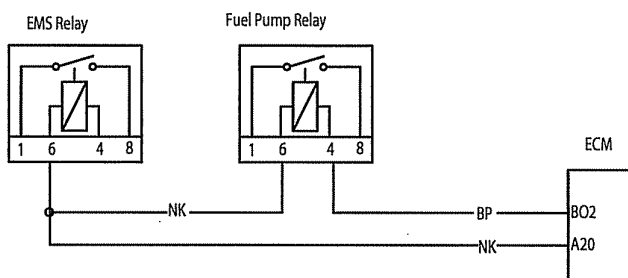 EMS Relay
Fuel Pump Relay
1 6 4 8
1 6 4 8
ECM
NK
BP
BO2
NK
A20